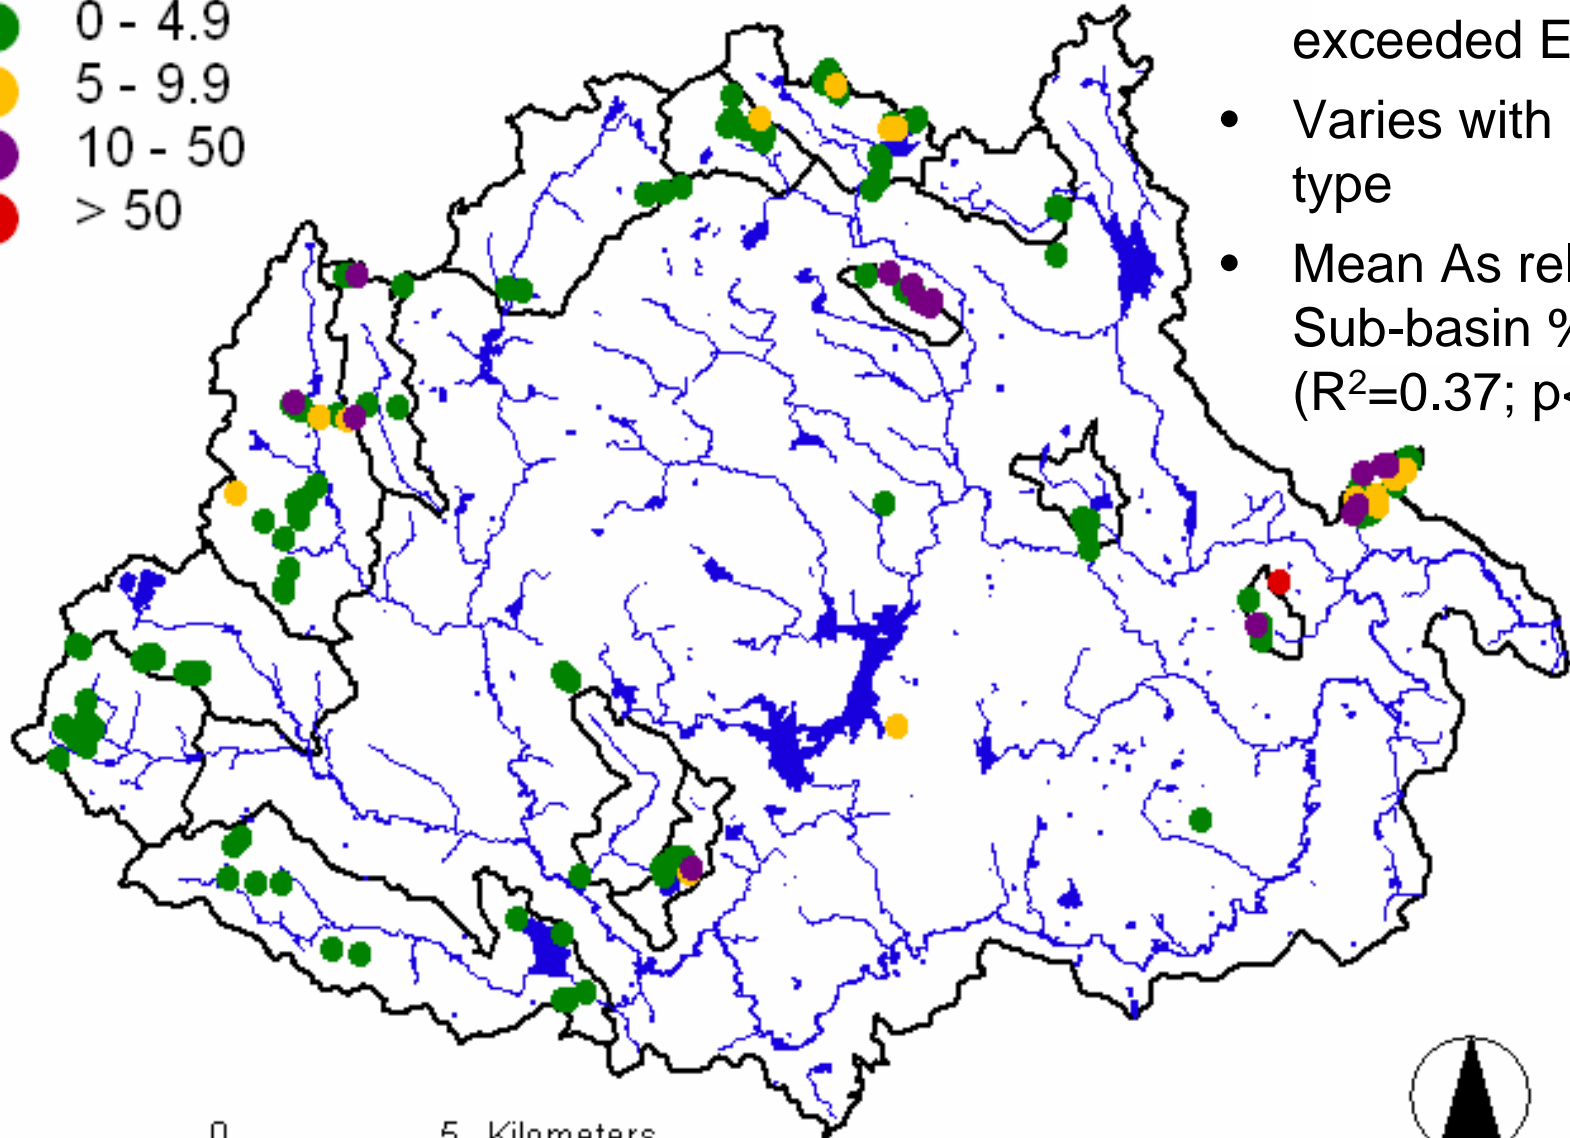 0 - 4.9
5 - 9.9
10 - 50
> 50
exceeded E
• Varies with
type
• Mean As rel
Sub-basin %
(R²=0.37; p<
0 5 Kilometers